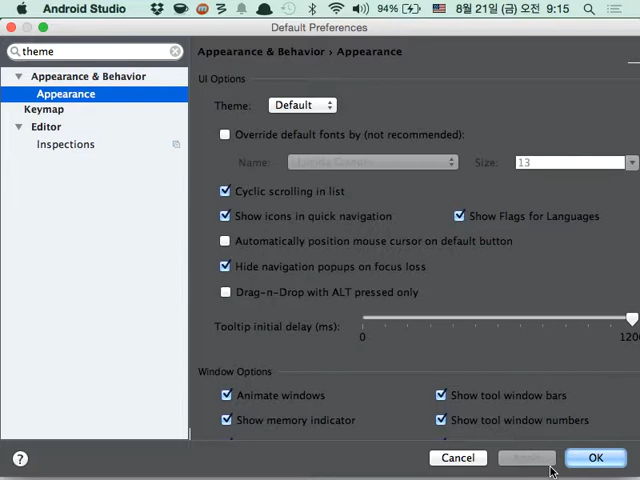 Android Studio
94%
8월 21일 (금) 오전 9:15
Default Preferences
theme
Appearance & Behavior › Appearance
Appearance & Behavior
Appearance
Keymap
Editor
Inspections
UI Options
Theme: Default
Override default fonts by (not recommended):
Name:
Size: 13
Cyclic scrolling in list
Show icons in quick navigation
Show Flags for Languages
Automatically position mouse cursor on default button
Hide navigation popups on focus loss
Drag-n-Drop with ALT pressed only
Tooltip initial delay (ms):
0
120
Window Options
Animate windows
Show tool window bars
Show memory indicator
Show tool window numbers
?
Cancel
OK